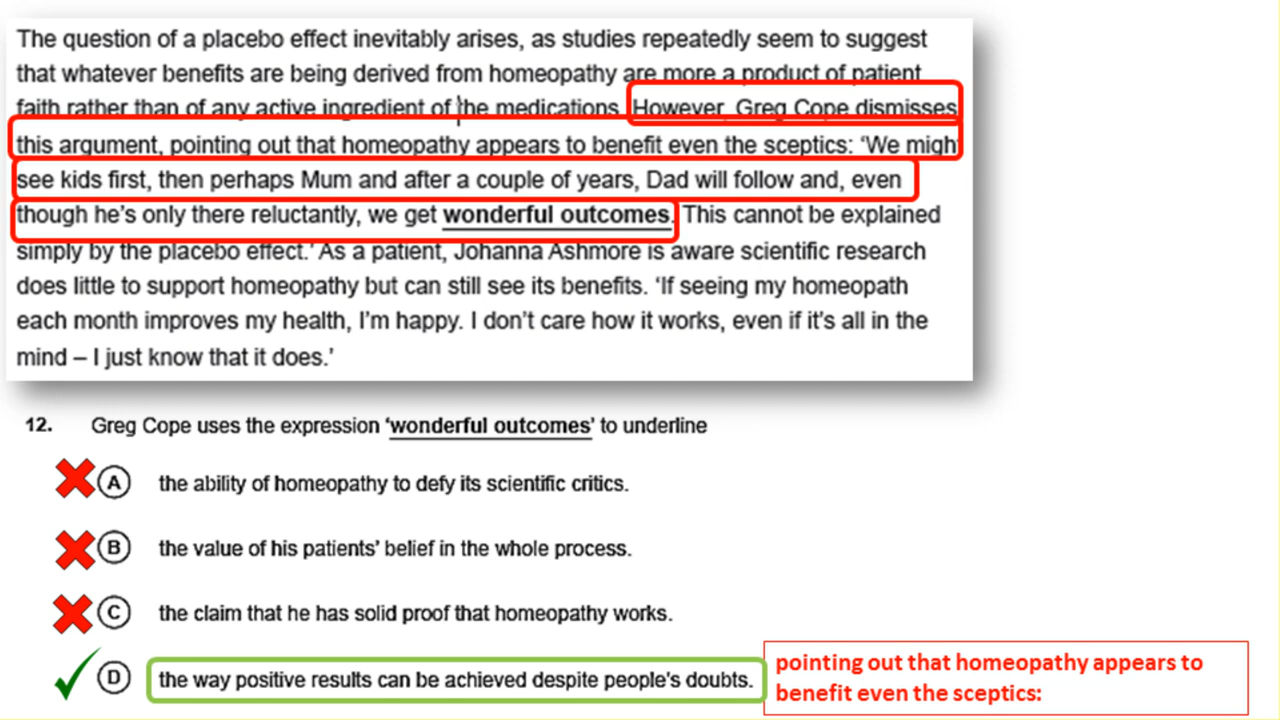 The question of a placebo effect inevitably arises, as studies repeatedly seem to suggest
that whatever benefits are being derived from homeopathy are more a product of patient
faith rather than of any active ingredient of the medications. However, Greg Cope dismisses
this argument, pointing out that homeopathy appears to benefit even the sceptics: ‘We might
see kids first, then perhaps Mum and after a couple of years, Dad will follow and, even
though he’s only there reluctantly, we get wonderful outcomes. This cannot be explained
simply by the placebo effect.’ As a patient, Johanna Ashmore is aware scientific research
does little to support homeopathy but can still see its benefits. ‘If seeing my homeopath
each month improves my health, I’m happy. I don’t care how it works, even if it’s all in the
mind – I just know that it does.’
12. Greg Cope uses the expression ‘wonderful outcomes’ to underline
A the ability of homeopathy to defy its scientific critics.
B the value of his patients’ belief in the whole process.
C the claim that he has solid proof that homeopathy works.
D the way positive results can be achieved despite people’s doubts.
pointing out that homeopathy appears to
benefit even the sceptics: